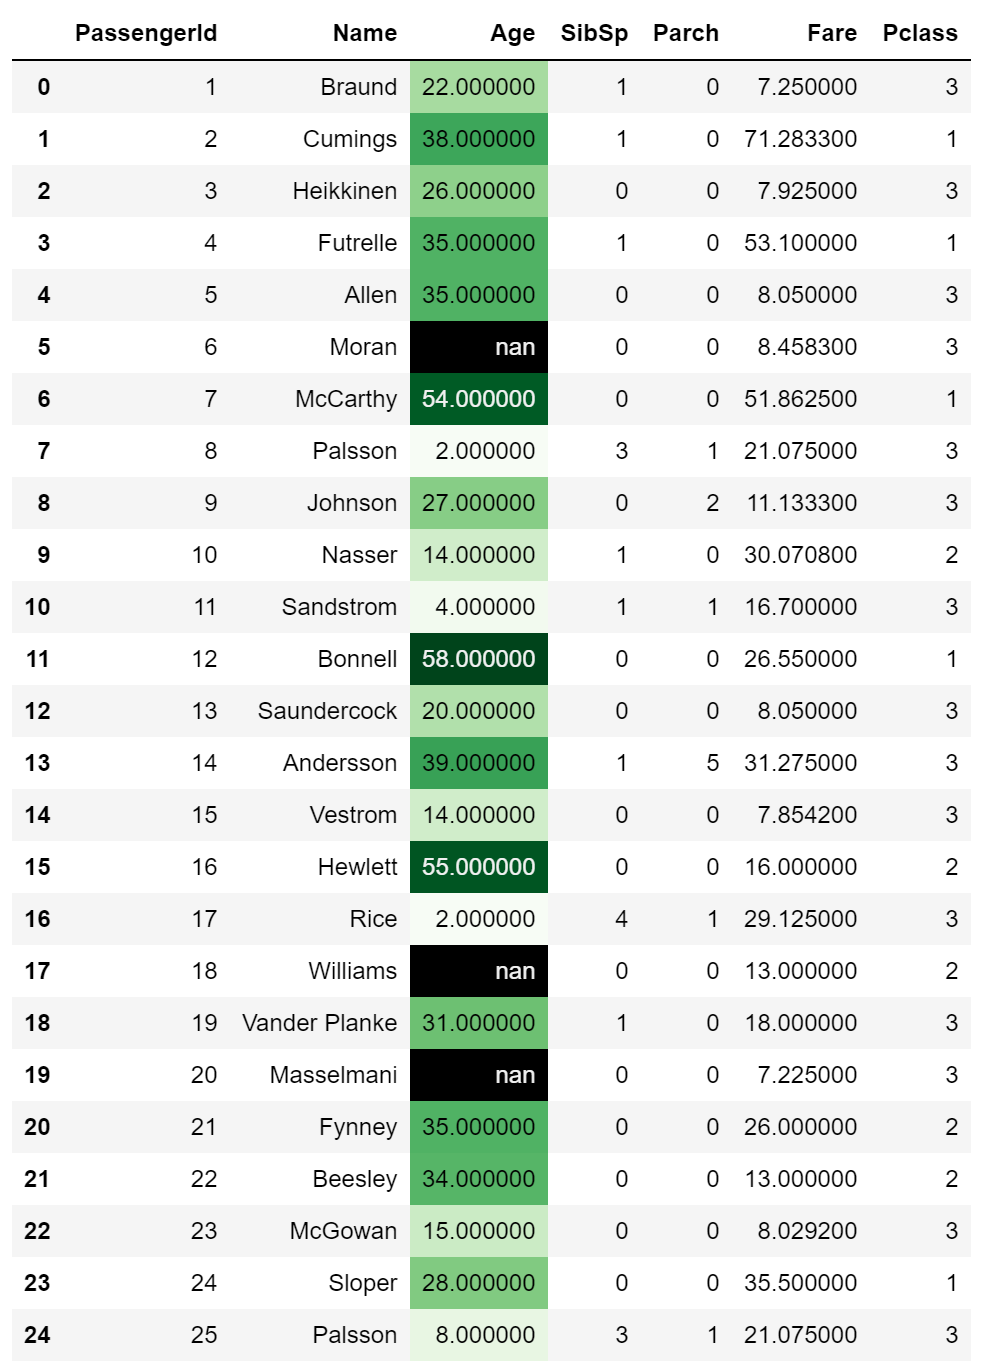 PassengerId Name Age SibSp Parch Fare Pclass
0 1 Braund 22.000000 1 0 7.250000 3
1 2 Cumings 38.000000 1 0 71.283300 1
2 3 Heikkinen 26.000000 0 0 7.925000 3
3 4 Futrelle 35.000000 1 0 53.100000 1
4 5 Allen 35.000000 0 0 8.050000 3
5 6 Moran nan 0 0 8.458300 3
6 7 McCarthy 54.000000 0 0 51.862500 1
7 8 Palsson 2.000000 3 1 21.075000 3
8 9 Johnson 27.000000 0 2 11.133300 3
9 10 Nasser 14.000000 1 0 30.070800 2
10 11 Sandstrom 4.000000 1 1 16.700000 3
11 12 Bonnell 58.000000 0 0 26.550000 1
12 13 Saundercock 20.000000 0 0 8.050000 3
13 14 Andersson 39.000000 1 5 31.275000 3
14 15 Vestrom 14.000000 0 0 7.854200 3
15 16 Hewlett 55.000000 0 0 16.000000 2
16 17 Rice 2.000000 4 1 29.125000 3
17 18 Williams nan 0 0 13.000000 2
18 19 Vander Planke 31.000000 1 0 18.000000 3
19 20 Masselmani nan 0 0 7.225000 3
20 21 Fynney 35.000000 0 0 26.000000 2
21 22 Beesley 34.000000 0 0 13.000000 2
22 23 McGowan 15.000000 0 0 8.029200 3
23 24 Sloper 28.000000 0 0 35.500000 1
24 25 Palsson 8.000000 3 1 21.075000 3